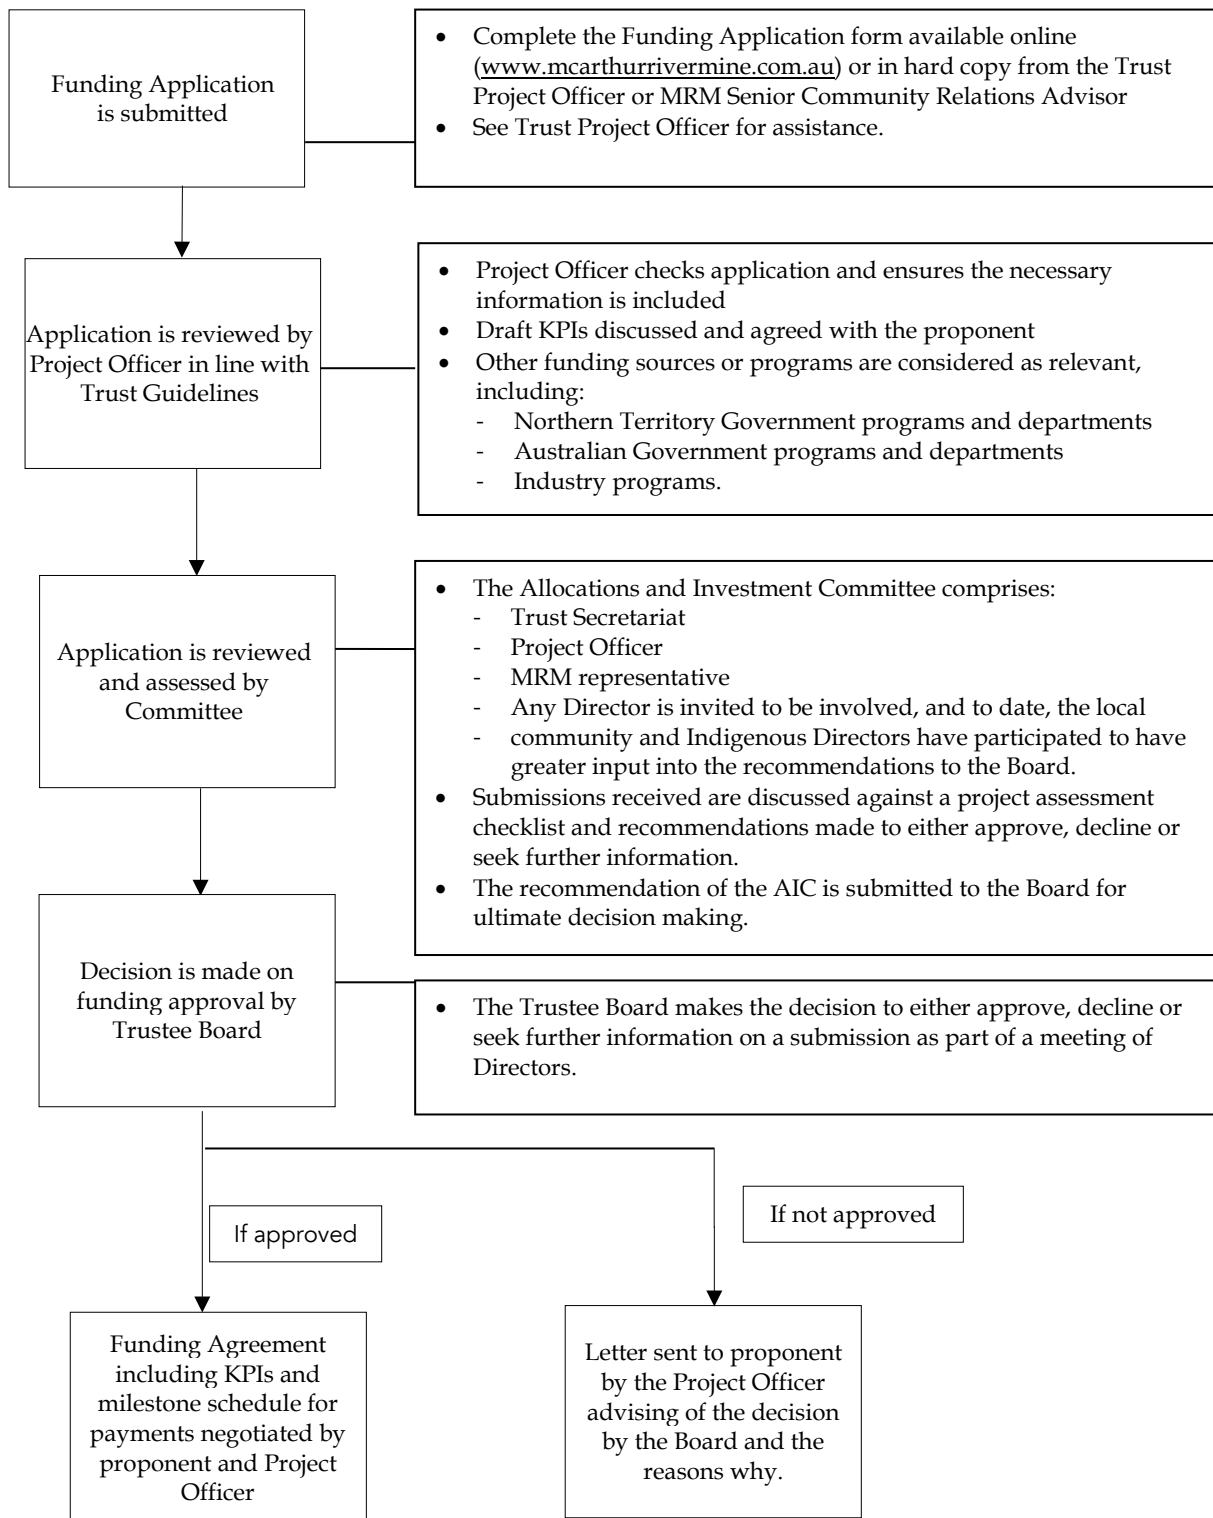 Funding Application
is submitted
• Complete the Funding Application form available online
(www.mcarthurrivermine.com.au) or in hard copy from the Trust
Project Officer or MRM Senior Community Relations Advisor
• See Trust Project Officer for assistance.
Application is reviewed by
Project Officer in line with
Trust Guidelines
• Project Officer checks application and ensures the necessary
information is included
• Draft KPIs discussed and agreed with the proponent
• Other funding sources or programs are considered as relevant,
including:
- Northern Territory Government programs and departments
- Australian Government programs and departments
- Industry programs.
Application is reviewed
and assessed by
Committee
• The Allocations and Investment Committee comprises:
- Trust Secretariat
- Project Officer
- MRM representative
- Any Director is invited to be involved, and to date, the local
- community and Indigenous Directors have participated to have
greater input into the recommendations to the Board.
• Submissions received are discussed against a project assessment
checklist and recommendations made to either approve, decline or
seek further information.
• The recommendation of the AIC is submitted to the Board for
ultimate decision making.
Decision is made on
funding approval by
Trustee Board
• The Trustee Board makes the decision to either approve, decline or
seek further information on a submission as part of a meeting of
Directors.
If approved
If not approved
Funding Agreement
including KPIs and
milestone schedule for
payments negotiated by
proponent and Project
Officer
Letter sent to proponent
by the Project Officer
advising of the decision
by the Board and the
reasons why.